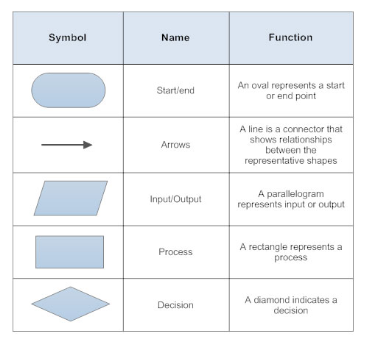 Symbol
Name
Function
Start/end
An oval represents a start
or end point
Arrows
A line is a connector that
shows relationships
between the
representative shapes
Input/Output
A parallelogram
represents input or output
Process
A rectangle represents a
process
Decision
A diamond indicates a
decision